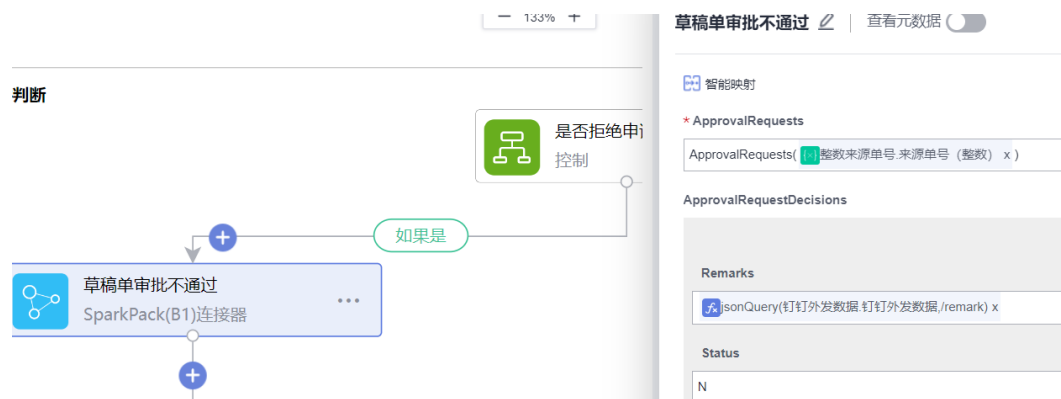 — 133% +
判断
是否拒绝申
控制
如果是
草稿单审批不通过
SparkPack(B1)连接器
草稿单审批不通过 查看元数据
智能映射
* ApprovalRequests
ApprovalRequests( 整数来源单号.来源单号（整数） x )
ApprovalRequestDecisions
Remarks
fx jsonQuery(钉钉外发数据.钉钉外发数据,/remark) x
Status
N